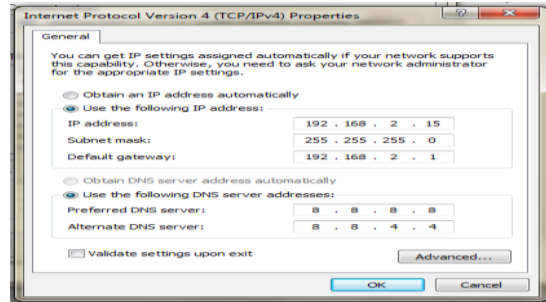 Internet Protocol Version 4 (TCP/IPv4) Properties
?
General
You can get IP settings assigned automatically if your network supports
this capability. Otherwise, you need to ask your network administrator
for the appropriate IP settings.
Obtain an IP address automatically
Use the following IP address:
IP address: 192 . 168 . 2 . 15
Subnet mask: 255 . 255 . 255 . 0
Default gateway: 192 . 168 . 2 . 1
Obtain DNS server address automatically
Use the following DNS server addresses:
Preferred DNS server: 8 . 8 . 8 . 8
Alternate DNS server: 8 . 8 . 4 . 4
Validate settings upon exit
Advanced...
OK Cancel